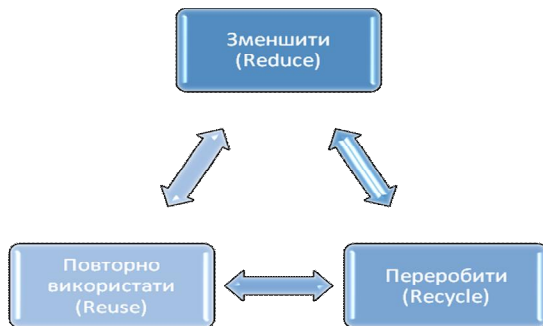 Зменшити
(Reduce)
Повторно
використати
(Reuse)
Переробити
(Recycle)